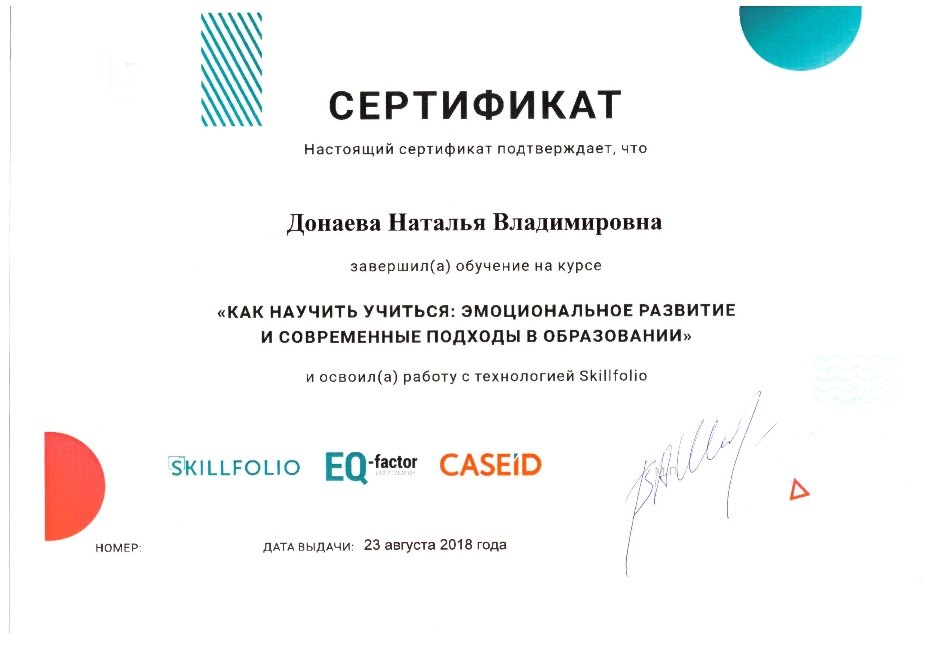 СЕРТИФИКАТ
Настоящий сертификат подтверждает, что
Донаева Наталья Владимировна
завершил(а) обучение на курсе
«КАК НАУЧИТЬ УЧИТЬСЯ: ЭМОЦИОНАЛЬНОЕ РАЗВИТИЕ
И СОВРЕМЕННЫЕ ПОДХОДЫ В ОБРАЗОВАНИИ»
и освоил(а) работу с технологией Skillfolio
SKILLFOLIO EQ-factor CASEiD
НОМЕР: ДАТА ВЫДАЧИ: 23 августа 2018 года